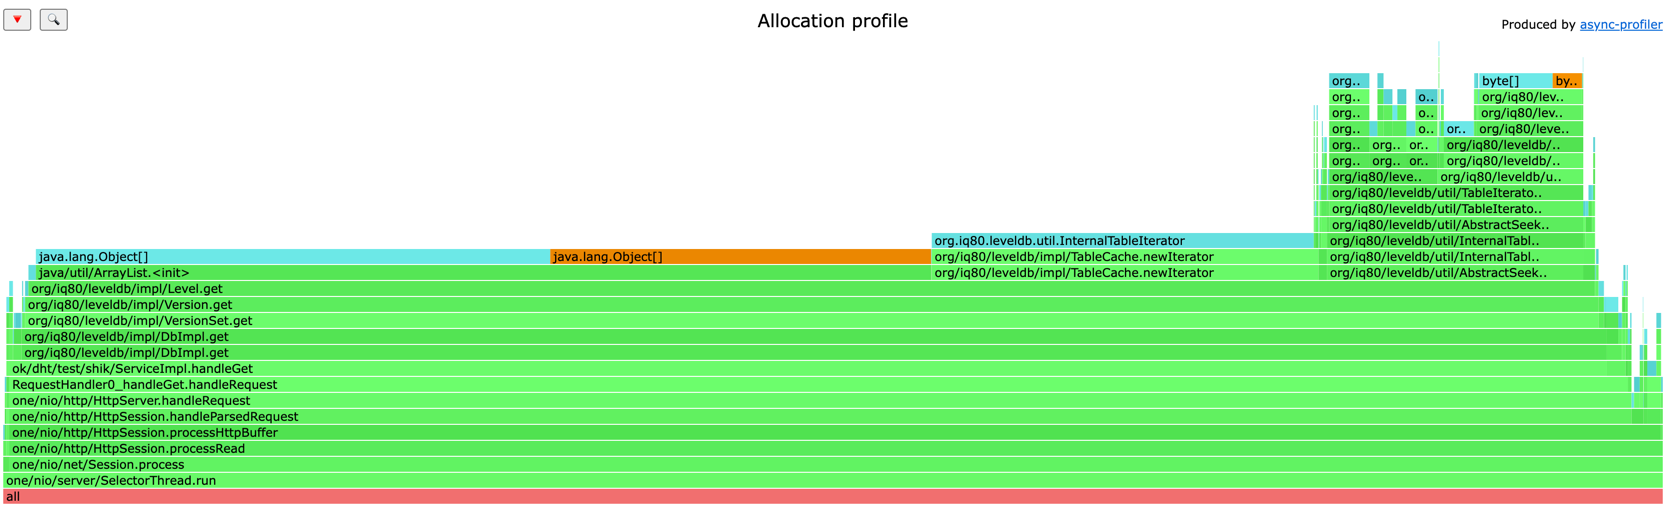 Allocation profile
Produced by async-profiler
org.. byte[] by..
org.. o.. org/iq80/lev..
org.. o.. org/iq80/lev..
org.. o.. or.. org/iq80/leve..
org.. org.. or.. org/iq80/leveldb/..
org.. org.. or.. org/iq80/leveldb/..
org/iq80/leve.. org/iq80/leveldb/u..
org/iq80/leveldb/util/TableIterato..
org/iq80/leveldb/util/TableIterato..
org/iq80/leveldb/util/AbstractSeek..
org.iq80.leveldb.util.InternalTableIterator org/iq80/leveldb/util/InternalTabl..
java.lang.Object[] java.lang.Object[] org/iq80/leveldb/impl/TableCache.newIterator org/iq80/leveldb/util/InternalTabl..
java/util/ArrayList.<init> org/iq80/leveldb/impl/TableCache.newIterator org/iq80/leveldb/util/AbstractSeek..
org/iq80/leveldb/impl/Level.get
org/iq80/leveldb/impl/Version.get
org/iq80/leveldb/impl/VersionSet.get
org/iq80/leveldb/impl/DbImpl.get
org/iq80/leveldb/impl/DbImpl.get
ok/dht/test/shik/ServiceImpl.handleGet
RequestHandler0_handleGet.handleRequest
one/nio/http/HttpServer.handleRequest
one/nio/http/HttpSession.handleParsedRequest
one/nio/http/HttpSession.processHttpBuffer
one/nio/http/HttpSession.processRead
one/nio/net/Session.process
one/nio/server/SelectorThread.run
all